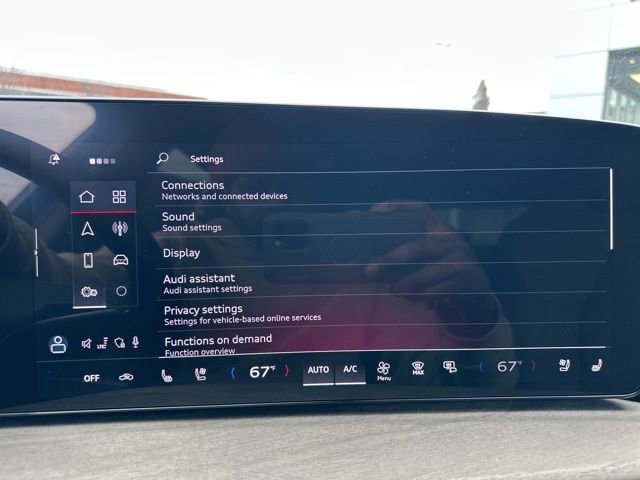 Settings
Connections
Networks and connected devices
Sound
Sound settings
Display
Audi assistant
Audi assistant settings
Privacy settings
Settings for vehicle-based online services
Functions on demand
Function overview
LTE
OFF
67°F
AUTO
A/C
Menu
MAX
67°F